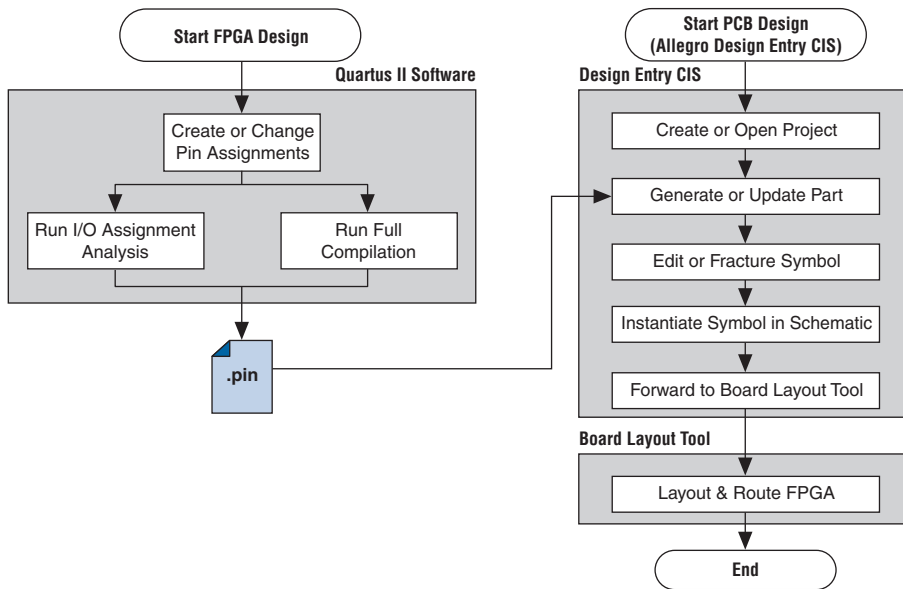 Start FPGA Design
Quartus II Software
Create or Change
Pin Assignments
Run I/O Assignment
Analysis
Run Full
Compilation
.pin
Start PCB Design
(Allegro Design Entry CIS)
Design Entry CIS
Create or Open Project
Generate or Update Part
Edit or Fracture Symbol
Instantiate Symbol in Schematic
Forward to Board Layout Tool
Board Layout Tool
Layout & Route FPGA
End